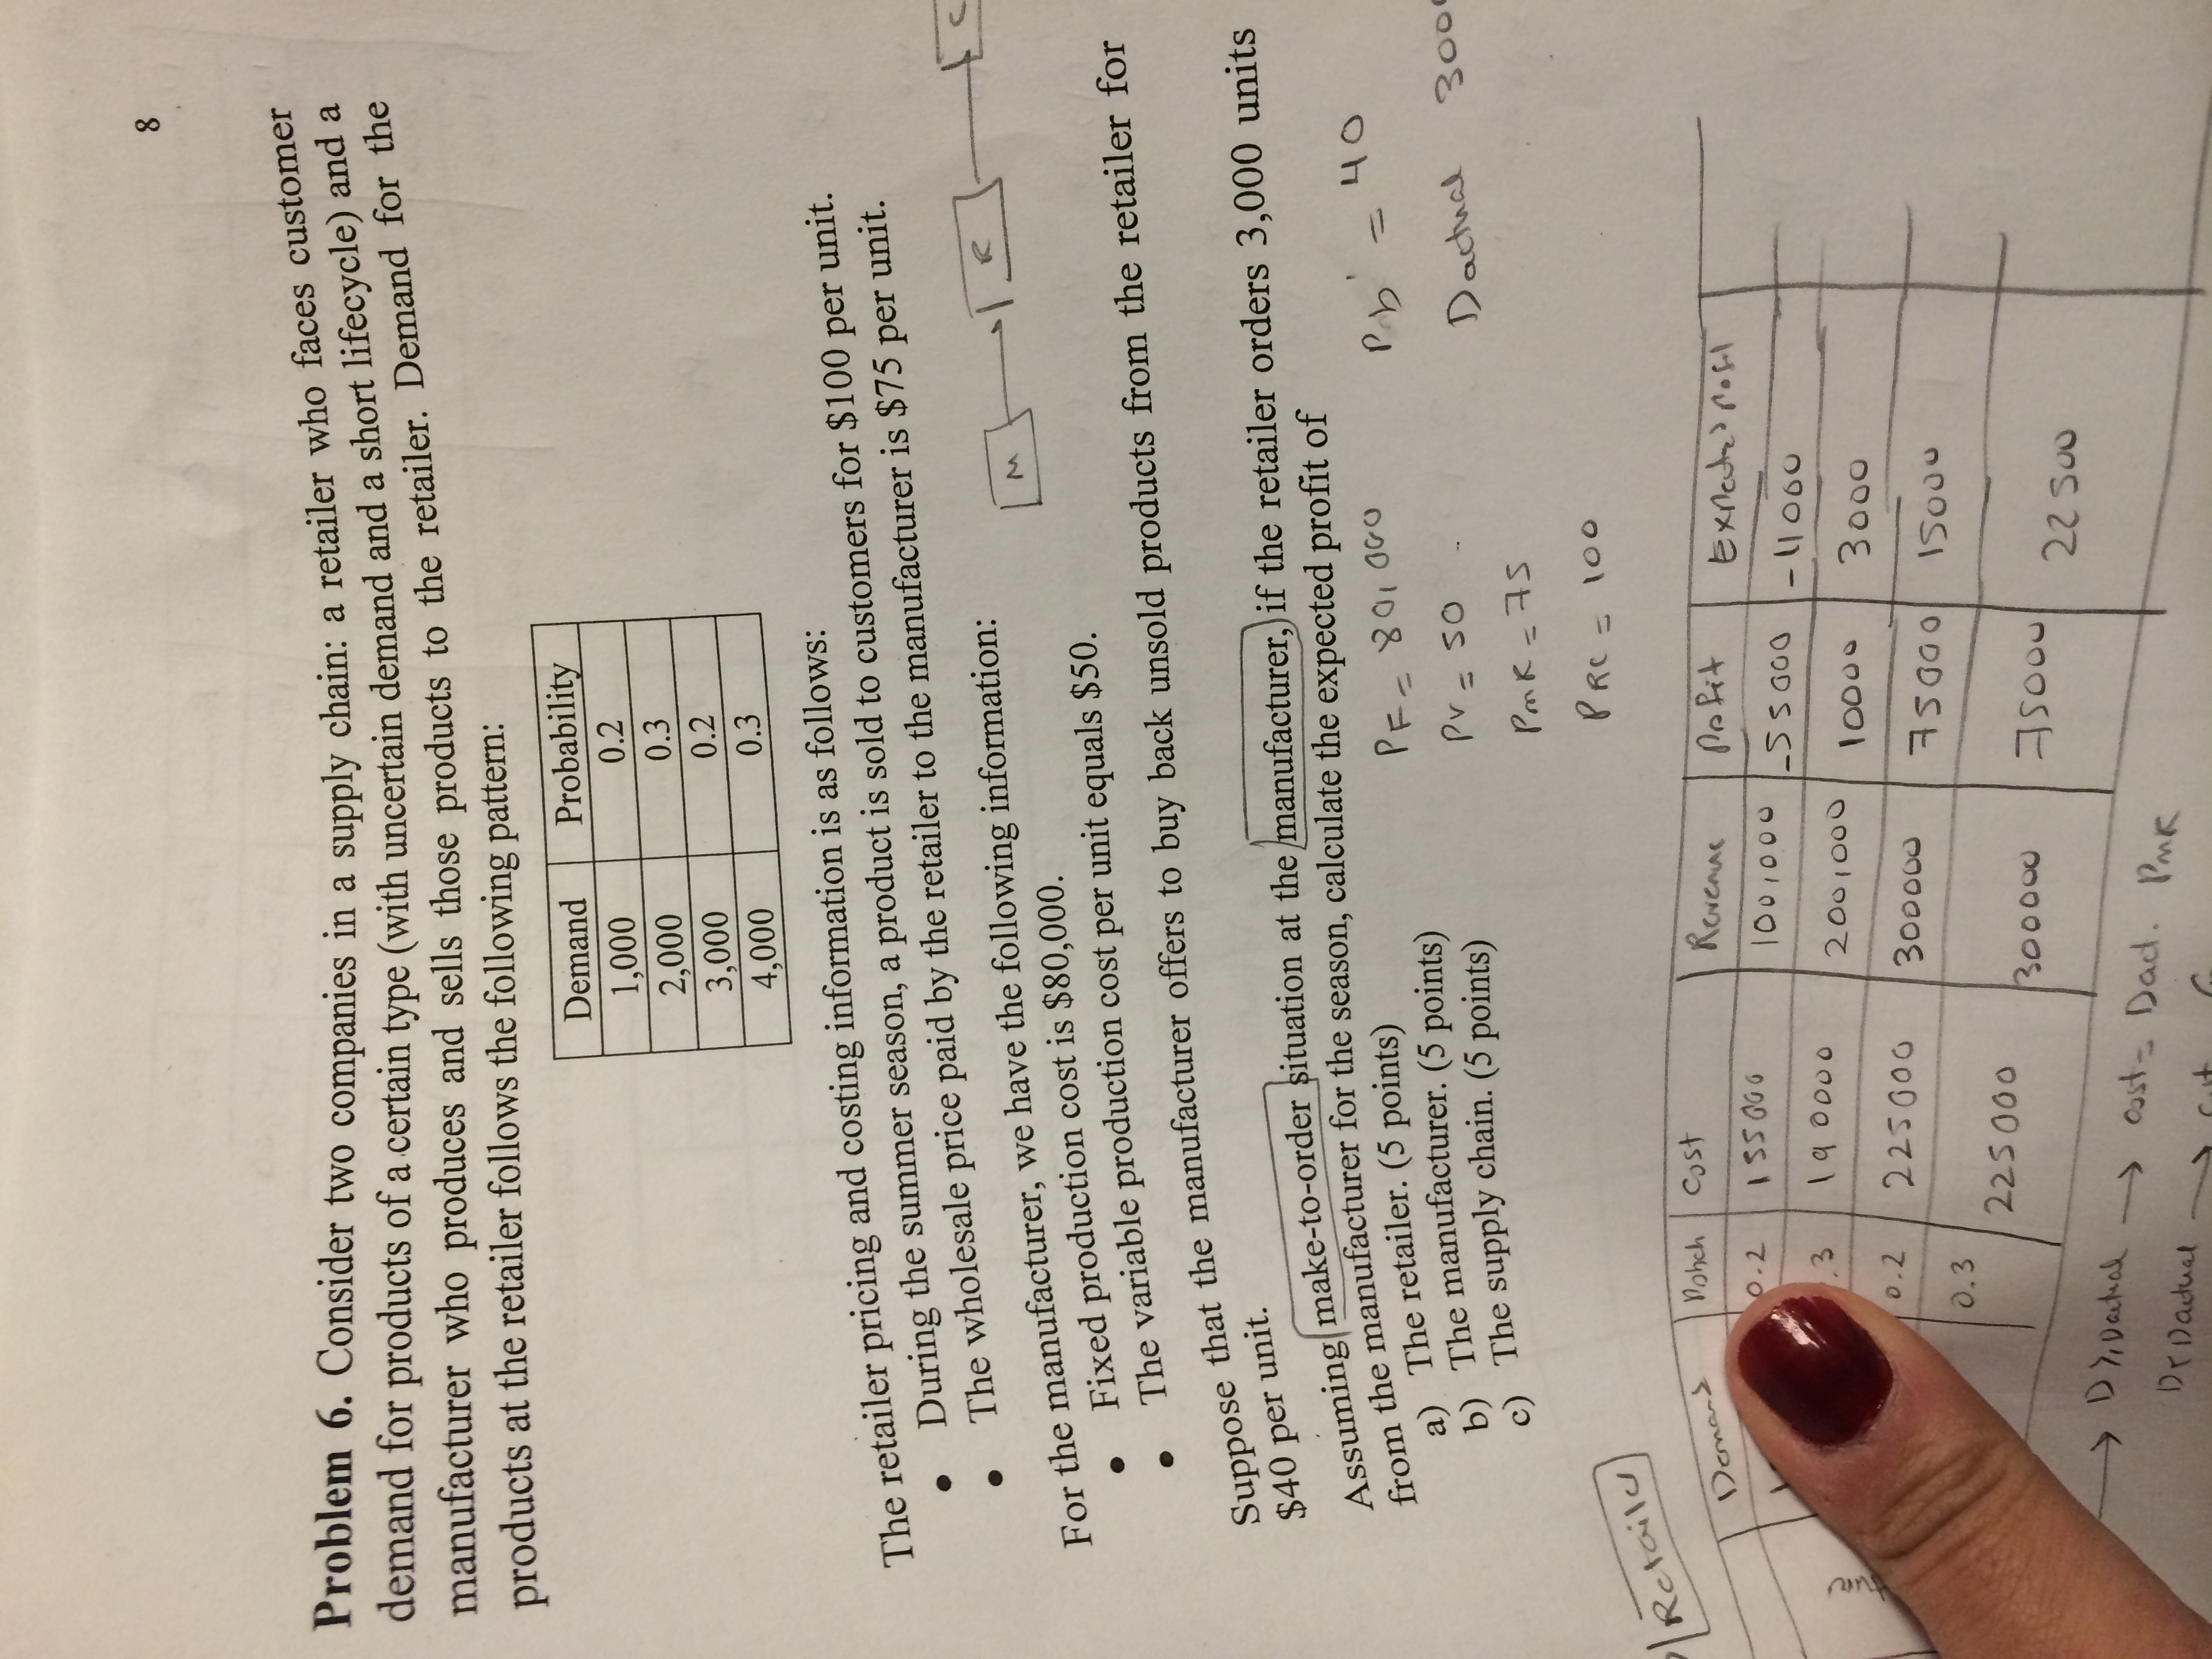 8
Problem 6. Consider two companies in a supply chain: a retailer who faces customer
demand for products of a certain type (with uncertain demand and a short lifecycle) and a
manufacturer who produces and sells those products to the retailer. Demand for the
products at the retailer follows the following pattern:
Demand Probability
1,000 0.2
2,000 0.3
3,000 0.2
4,000 0.3
The retailer pricing and costing information is as follows:
• During the summer season, a product is sold to customers for $100 per unit.
• The wholesale price paid by the retailer to the manufacturer is $75 per unit.
For the manufacturer, we have the following information:
M R C
• Fixed production cost is $80,000.
• The variable production cost per unit equals $50.
Suppose that the manufacturer offers to buy back unsold products from the retailer for
$40 per unit.
Assuming make-to-order situation at the manufacturer, if the retailer orders 3,000 units
from the manufacturer for the season, calculate the expected profit of
a) The retailer. (5 points)
b) The manufacturer. (5 points)
c) The supply chain. (5 points)
PF = 80,000 Pb' = 40
Pv = 50 Dactual 300
PmR = 75
PRC = 100
Retailer
Demand Cost Revenue Profit Expected
0.2 155000 100,000 -55000 -11000
.3 190000 200,000 10000 3000
0.2 225000 300000 75000 15000
0.3 225000 300000 75000 22500
→ D Dactual → cost = Dact. PmR
Dactual →